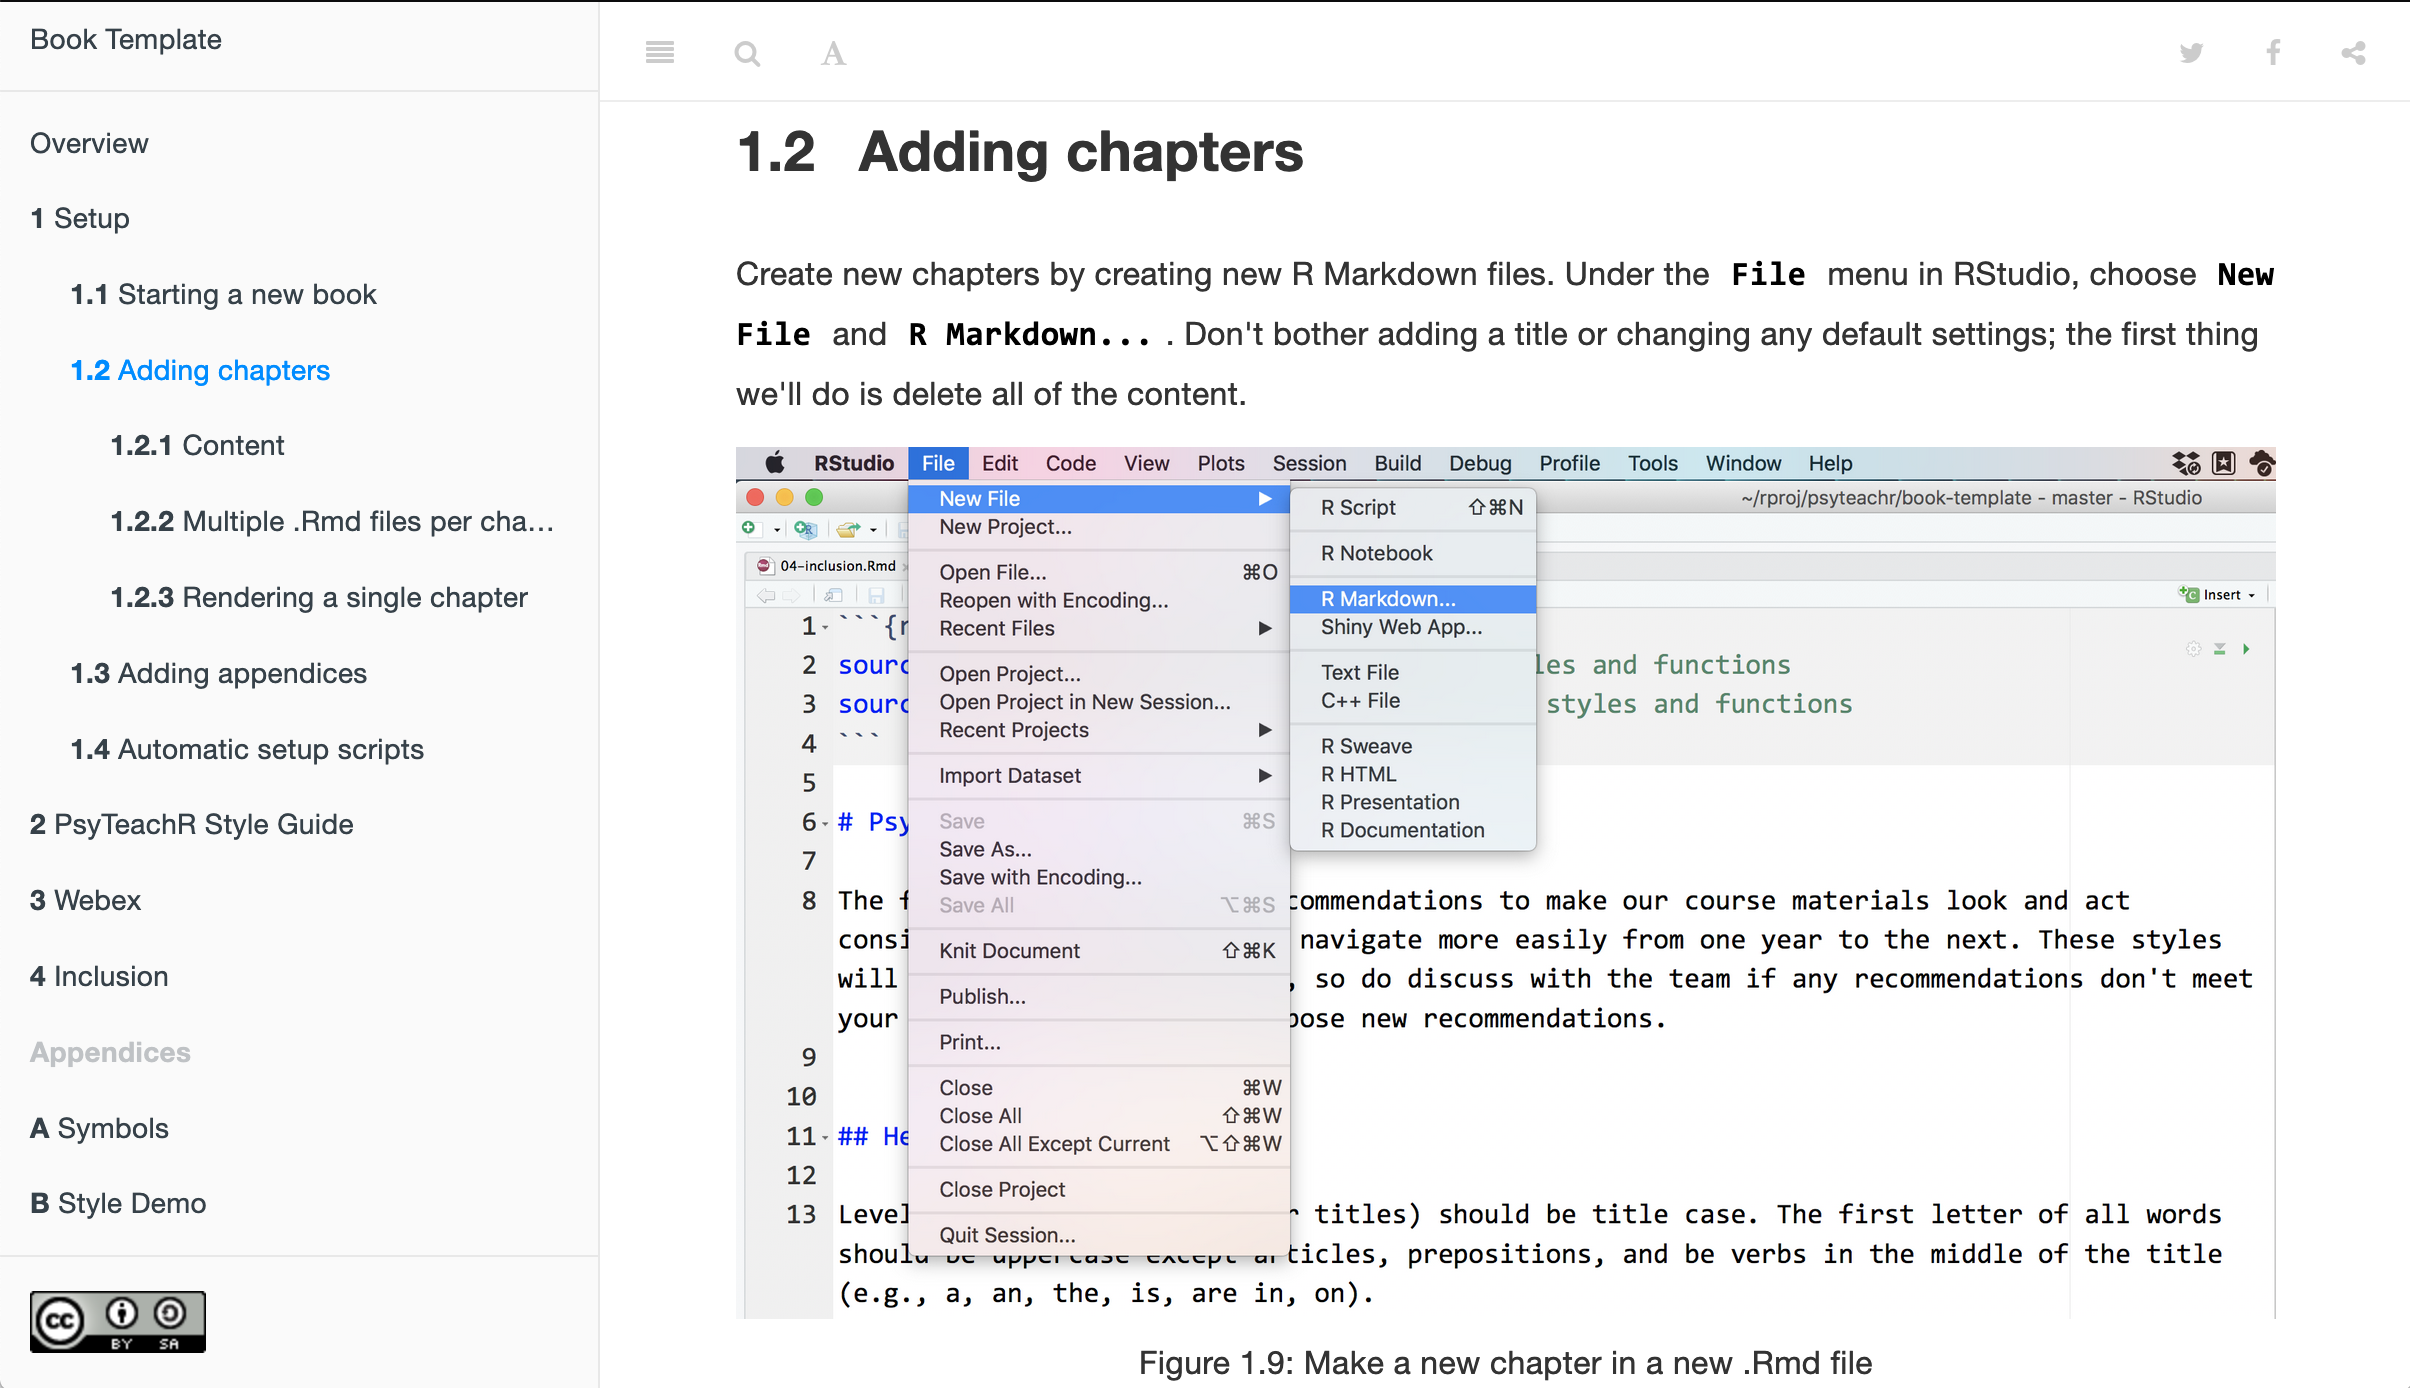 Book Template
Overview
1 Setup
1.1 Starting a new book
1.2 Adding chapters
1.2.1 Content
1.2.2 Multiple .Rmd files per cha...
1.2.3 Rendering a single chapter
1.3 Adding appendices
1.4 Automatic setup scripts
2 PsyTeachR Style Guide
3 Webex
4 Inclusion
Appendices
A Symbols
B Style Demo
cc
BY SA
A
1.2 Adding chapters
Create new chapters by creating new R Markdown files. Under the File menu in RStudio, choose New
File and R Markdown... . Don't bother adding a title or changing any default settings; the first thing
we'll do is delete all of the content.
RStudio File Edit Code View Plots Session Build Debug Profile Tools Window Help
~/rproj/psyteachr/book-template - master - RStudio
04-inclusion.Rmd
Insert
New File
New Project...
Open File... ⌘O
Reopen with Encoding...
Recent Files
Open Project...
Open Project in New Session...
Recent Projects
Import Dataset
Save ⌘S
Save As...
Save with Encoding...
Save All ⌥⌘S
Knit Document ⇧⌘K
Publish...
Print...
Close ⌘W
Close All ⇧⌘W
Close All Except Current ⌥⇧⌘W
Close Project
Quit Session...
R Script ⇧⌘N
R Notebook
R Markdown...
Shiny Web App...
Text File
C++ File
R Sweave
R HTML
R Presentation
R Documentation
1 ```{r
2 sourc les and functions
3 sourc styles and functions
4 ```
5
6 # Psy
7
8 The f commendations to make our course materials look and act
consi navigate more easily from one year to the next. These styles
will , so do discuss with the team if any recommendations don't meet
your pose new recommendations.
9
10
11 ## He
12
13 Level r titles) should be title case. The first letter of all words
should be uppercase except articles, prepositions, and be verbs in the middle of the title
(e.g., a, an, the, is, are in, on).
Figure 1.9: Make a new chapter in a new .Rmd file